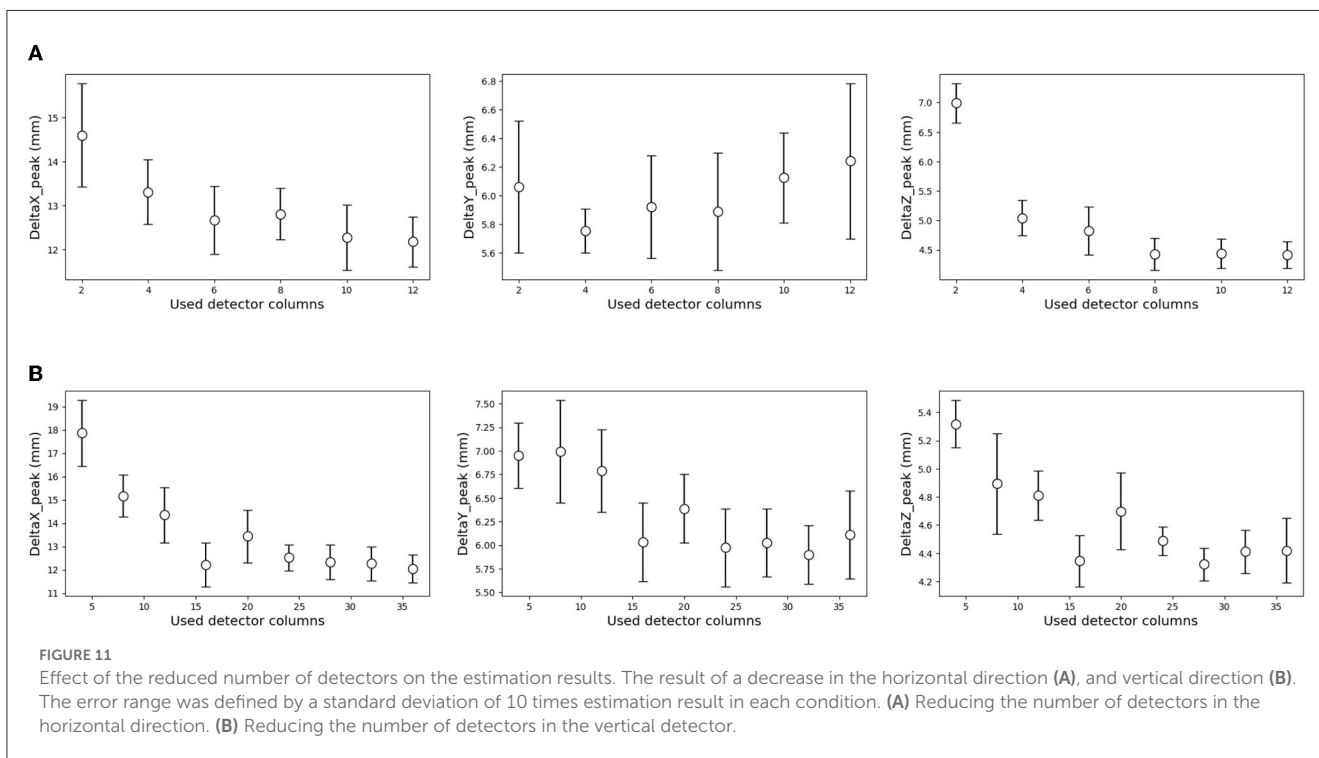 A
15
14
13
12
DeltaX_peak (mm)
2 4 6 8 10 12
Used detector columns
6.8
6.6
6.4
6.2
6.0
5.8
5.6
DeltaY_peak (mm)
2 4 6 8 10 12
Used detector columns
7.0
6.5
6.0
5.5
5.0
4.5
DeltaZ_peak (mm)
2 4 6 8 10 12
Used detector columns
B
19
18
17
16
15
14
13
12
11
DeltaX_peak (mm)
5 10 15 20 25 30 35
Used detector columns
7.50
7.25
7.00
6.75
6.50
6.25
6.00
5.75
5.50
DeltaY_peak (mm)
5 10 15 20 25 30 35
Used detector columns
5.4
5.2
5.0
4.8
4.6
4.4
4.2
DeltaZ_peak (mm)
5 10 15 20 25 30 35
Used detector columns
FIGURE 11
Effect of the reduced number of detectors on the estimation results. The result of a decrease in the horizontal direction (A), and vertical direction (B).
The error range was defined by a standard deviation of 10 times estimation result in each condition. (A) Reducing the number of detectors in the
horizontal direction. (B) Reducing the number of detectors in the vertical detector.